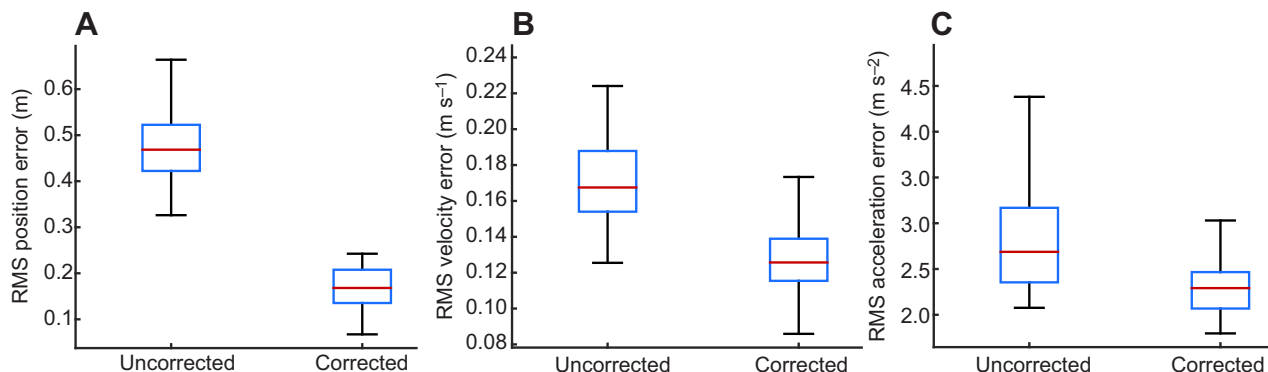 A
RMS position error (m)
0.6
0.5
0.4
0.3
0.2
0.1
Uncorrected
Corrected
B
RMS velocity error (m s–1)
0.24
0.22
0.20
0.18
0.16
0.14
0.12
0.10
0.08
Uncorrected
Corrected
C
RMS acceleration error (m s–2)
4.5
4.0
3.0
3.0
2.5
2.0
Uncorrected
Corrected